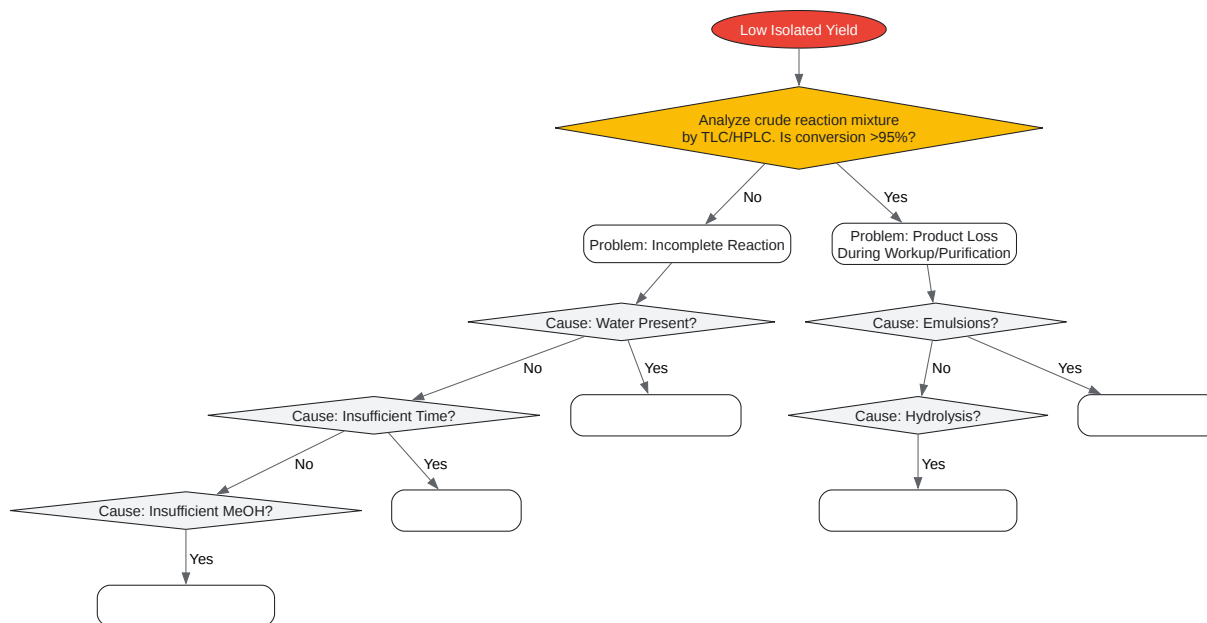 Low Isolated Yield
Analyze crude reaction mixture
by TLC/HPLC. Is conversion >95%?
No
Yes
Problem: Incomplete Reaction
Problem: Product Loss
During Workup/Purification
Cause: Water Present?
Cause: Emulsions?
No
Yes
No
Yes
Cause: Insufficient Time?
Cause: Hydrolysis?
No
Yes
Yes
Cause: Insufficient MeOH?
Yes